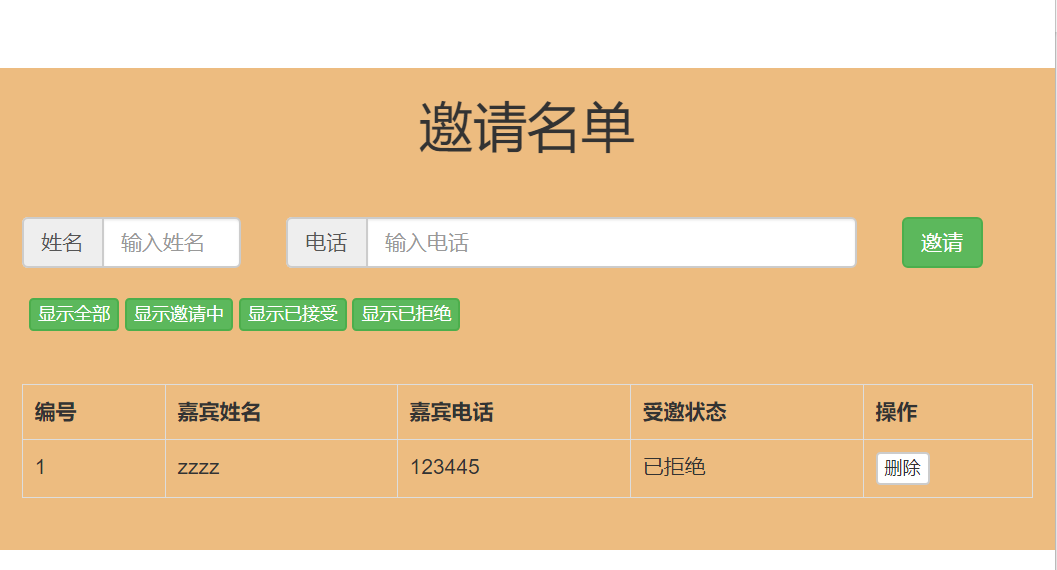 邀请名单
姓名 输入姓名 电话 输入电话 邀请
显示全部 显示邀请中 显示已接受 显示已拒绝
编号 嘉宾姓名 嘉宾电话 受邀状态 操作
1 zzzz 123445 已拒绝 删除